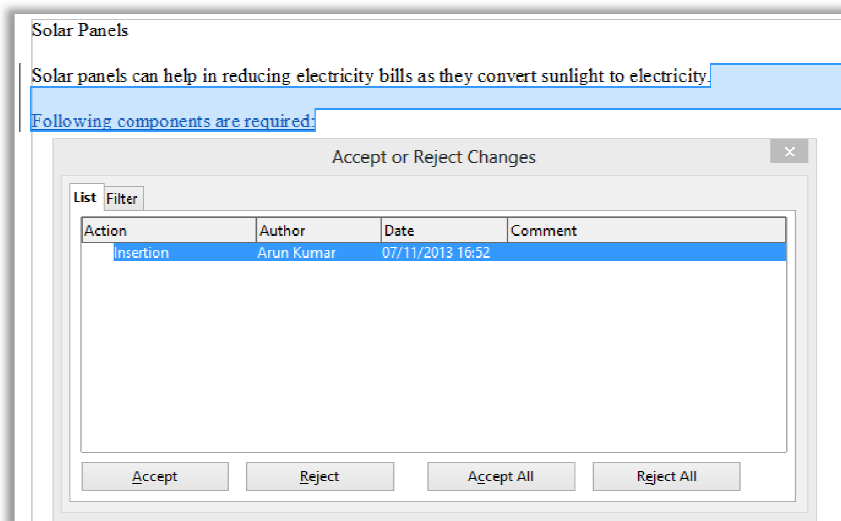 Solar Panels
Solar panels can help in reducing electricity bills as they convert sunlight to electricity.
Following components are required:
Accept or Reject Changes
List Filter
Action Author Date Comment
Insertion Arun Kumar 07/11/2013 16:52
Accept Reject Accept All Reject All